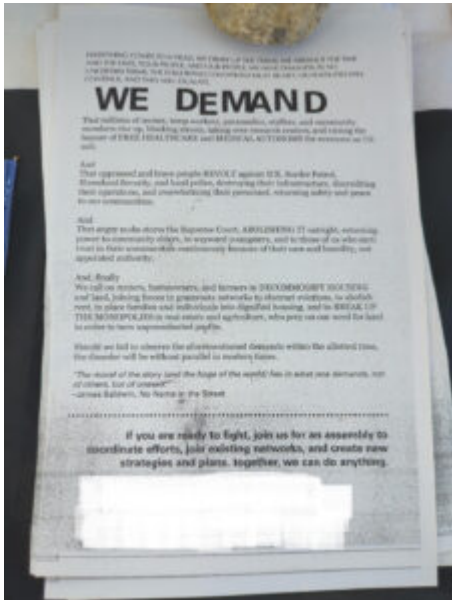 WE DEMAND
That millions of nurses, temp workers, paramedics, orderlies, and community
members rise up, blocking streets, taking over research centers, and raising the
banner of FREE HEALTHCARE and MEDICAL AUTONOMY for everyone on US
soil.
And
That oppressed and brave people REVOLT against ICE, Border Patrol,
Homeland Security, and local police, destroying their infrastructure, discrediting
their operations, and overwhelming their personnel, returning safety and peace
to our communities.
And
That angry mobs storm the Supreme Court, ABOLISHING IT outright, returning
power to community elders, to wayward youngsters, and to those of us who earn
trust in their communities continuously because of their care and humility, not
appointed authority.
And, finally
We call on renters, homeowners, and farmers to DECOMMODIFY HOUSING
and land, joining forces in grassroots networks to obstruct evictions, to abolish
rent, to place families and individuals into dignified housing, and to BREAK UP
THE MONOPOLIES in real estate and agriculture, who prey on our need for land
in order to turn unprecedented profits.
Should we fail to observe the aforementioned demands within the allotted time,
the disorder will be without parallel in modern times.
"The moral of the story (and the hope of the world) lies in what one demands, not
of others, but of oneself."
—James Baldwin, No Name in the Street
if you are ready to fight, join us for an assembly to
coordinate efforts, join existing networks, and create new
strategies and plans. together, we can do anything.